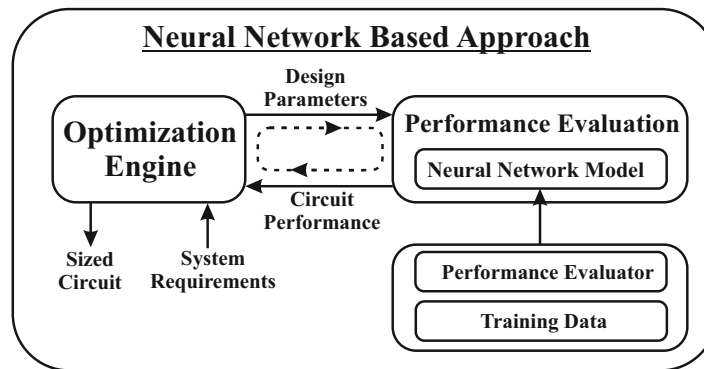 Neural Network Based Approach
Design
Parameters
Optimization
Engine
Performance Evaluation
Neural Network Model
Circuit
Performance
Sized
Circuit
System
Requirements
Performance Evaluator
Training Data